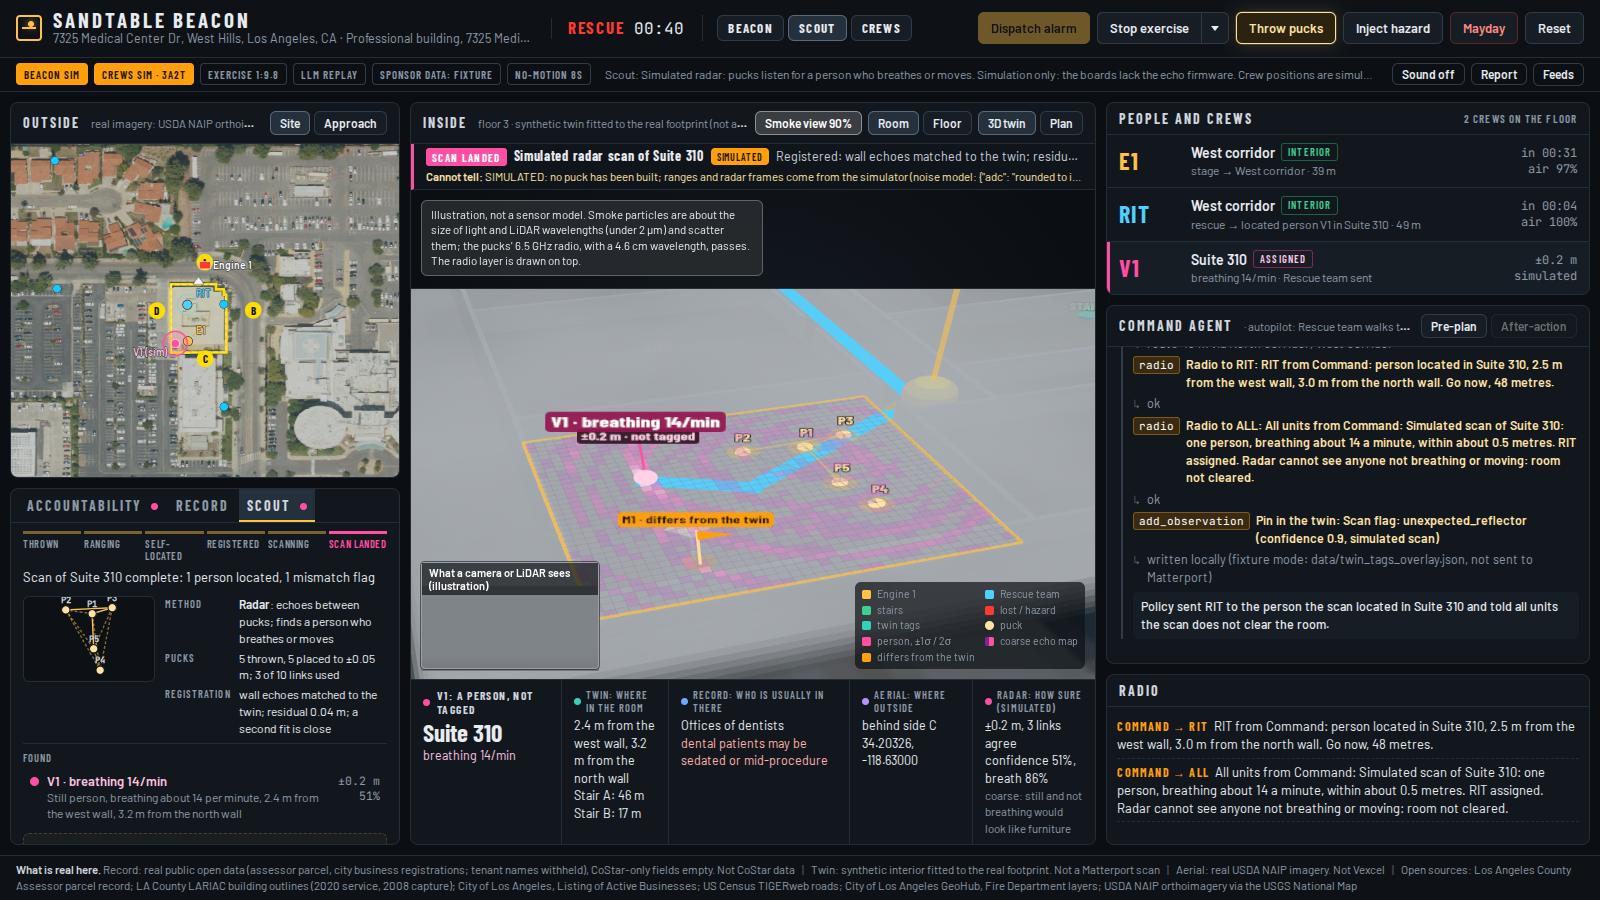 SANDTABLE BEACON
7325 Medical Center Dr, West Hills, Los Angeles, CA · Professional building, 7325 Medi...
RESCUE 00:40
BEACON SCOUT CREWS
Dispatch alarm Stop exercise Throw pucks Inject hazard Mayday Reset
BEACON SIM CREWS SIM · 3A2T EXERCISE 1:9.8 LLM REPLAY SPONSOR DATA: FIXTURE NO-MOTION 8S
Scout: Simulated radar: pucks listen for a person who breathes or moves. Simulation only: the boards lack the echo firmware. Crew positions are simul...
Sound off Report Feeds
OUTSIDE real imagery: USDA NAIP orthoi... Site Approach
Engine 1
RIT
D
B
E1
V1(sim)
C
ACCOUNTABILITY RECORD SCOUT
THROWN RANGING SELF-LOCATED REGISTERED SCANNING SCAN LANDED
Scan of Suite 310 complete: 1 person located, 1 mismatch flag
P2 P1 P3
P5
P4
METHOD Radar: echoes between
pucks; finds a person who
breathes or moves
PUCKS 5 thrown, 5 placed to ±0.05
m; 3 of 10 links used
REGISTRATION wall echoes matched to the
twin; residual 0.04 m; a
second fit is close
FOUND
V1 · breathing 14/min ±0.2 m
51%
Still person, breathing about 14 per minute, 2.4 m from
the west wall, 3.2 m from the north wall
INSIDE floor 3 · synthetic twin fitted to the real footprint (not a... Smoke view 90% Room Floor 3D twin Plan
SCAN LANDED Simulated radar scan of Suite 310 SIMULATED Registered: wall echoes matched to the twin; residu...
Cannot tell: SIMULATED: no puck has been built; ranges and radar frames come from the simulator (noise model: {"adc": "rounded to i...
Illustration, not a sensor model. Smoke particles are about the
size of light and LiDAR wavelengths (under 2 µm) and scatter
them; the pucks' 6.5 GHz radio, with a 4.6 cm wavelength, passes.
The radio layer is drawn on top.
V1 · breathing 14/min
±0.2 m · not tagged
P3
P1
P2
P5
P4
M1 · differs from the twin
What a camera or LiDAR sees
(illustration)
Engine 1 Rescue team
stairs lost / hazard
twin tags puck
person, ±1σ / 2σ coarse echo map
differs from the twin
V1: A PERSON, NOT
TAGGED
Suite 310
breathing 14/min
TWIN: WHERE
IN THE ROOM
2.4 m from the
west wall, 3.2
m from the
north wall
Stair A: 46 m
Stair B: 17 m
RECORD: WHO IS USUALLY IN
THERE
Offices of dentists
dental patients may be
sedated or mid-procedure
AERIAL: WHERE
OUTSIDE
behind side C
34.20326,
-118.63000
RADAR: HOW SURE
(SIMULATED)
±0.2 m, 3 links
agree
confidence 51%,
breath 86%
coarse: still and not
breathing would
look like furniture
PEOPLE AND CREWS 2 CREWS ON THE FLOOR
E1 West corridor INTERIOR in 00:31
stage → West corridor · 39 m air 97%
RIT West corridor INTERIOR in 00:04
rescue → located person V1 in Suite 310 · 49 m air 100%
V1 Suite 310 ASSIGNED ±0.2 m
breathing 14/min · Rescue team sent simulated
COMMAND AGENT · autopilot: Rescue team walks t... Pre-plan After-action
radio Radio to RIT: RIT from Command: person located in Suite 310, 2.5 m
from the west wall, 3.0 m from the north wall. Go now, 48 metres.
↳ ok
radio Radio to ALL: All units from Command: Simulated scan of Suite 310:
one person, breathing about 14 a minute, within about 0.5 metres. RIT
assigned. Radar cannot see anyone not breathing or moving: room
not cleared.
↳ ok
add_observation Pin in the twin: Scan flag: unexpected_reflector
(confidence 0.9, simulated scan)
↳ written locally (fixture mode: data/twin_tags_overlay.json, not sent to
Matterport)
Policy sent RIT to the person the scan located in Suite 310 and told all units
the scan does not clear the room.
RADIO
COMMAND → RIT RIT from Command: person located in Suite 310, 2.5 m from the
west wall, 3.0 m from the north wall. Go now, 48 metres.
COMMAND → ALL All units from Command: Simulated scan of Suite 310: one
person, breathing about 14 a minute, within about 0.5 metres. RIT assigned.
Radar cannot see anyone not breathing or moving: room not cleared.
What is real here. Record: real public open data (assessor parcel, city business registrations; tenant names withheld), CoStar-only fields empty. Not CoStar data | Twin: synthetic interior fitted to the real footprint. Not a Matterport scan | Aerial: real USDA NAIP imagery. Not Vexcel | Open sources: Los Angeles County
Assessor parcel record; LA County LARIAC building outlines (2020 service, 2008 capture); City of Los Angeles, Listing of Active Businesses; US Census TIGERweb roads; City of Los Angeles GeoHub, Fire Department layers; USDA NAIP orthoimagery via the USGS National Map